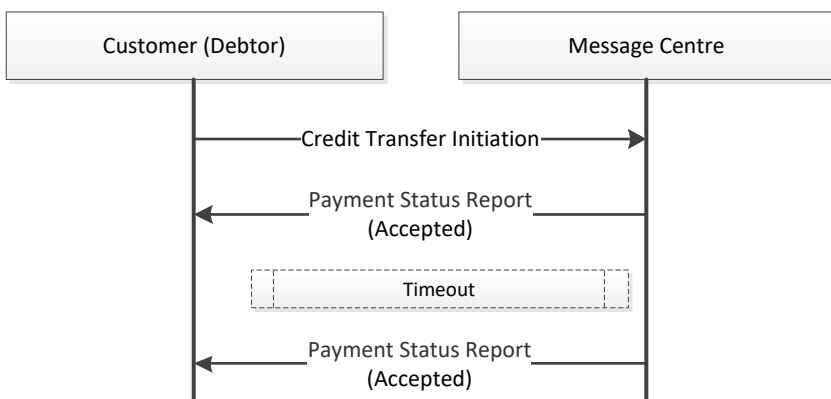 Customer (Debtor)
Message Centre
Credit Transfer Initiation
Payment Status Report
(Accepted)
Timeout
Payment Status Report
(Accepted)